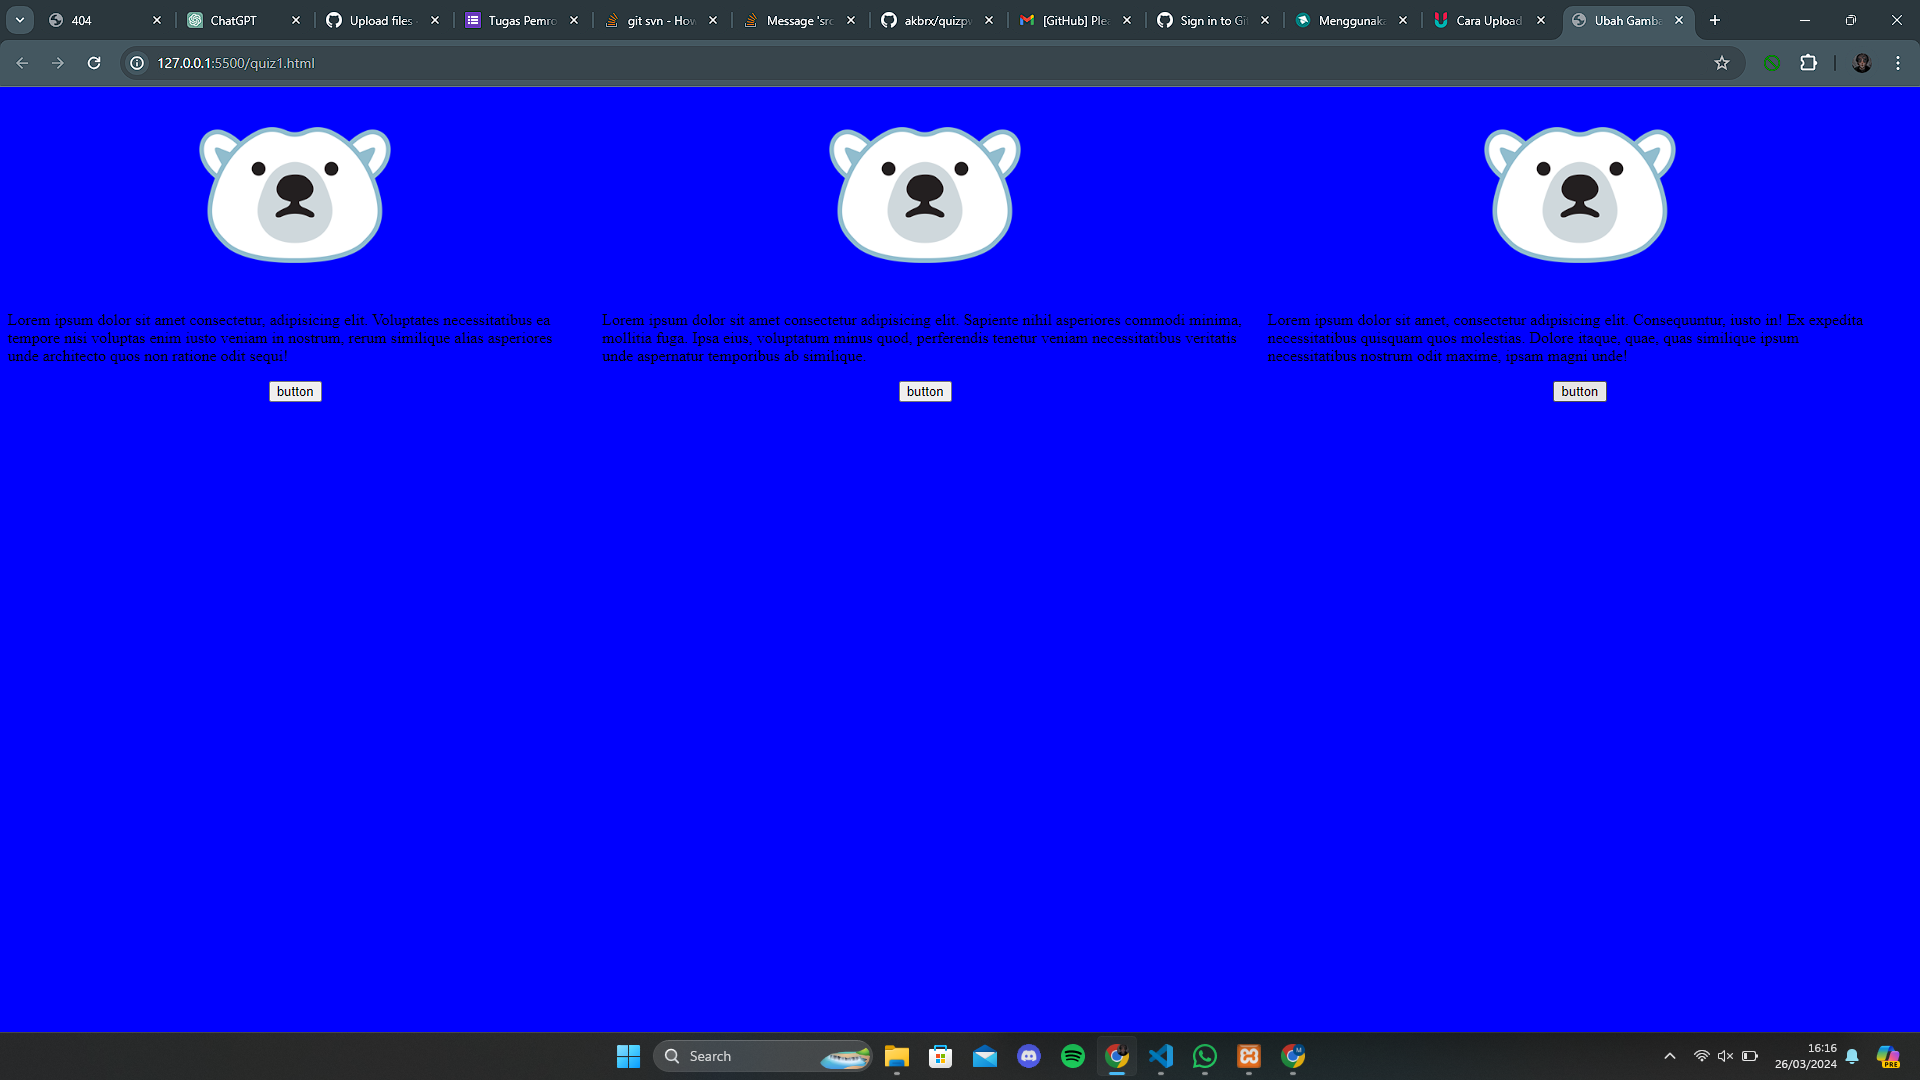 404
ChatGPT
Upload files
Tugas Pemro
git svn - How
Message 'src
akbrx/quizpw
[GitHub] Plea
Sign in to Git
Menggunaka
Cara Upload
Ubah Gamba
127.0.0.1:5500/quiz1.html
Lorem ipsum dolor sit amet consectetur, adipisicing elit. Voluptates necessitatibus ea
tempore nisi voluptas enim iusto veniam in nostrum, rerum similique alias asperiores
unde architecto quos non ratione odit sequi!
button
Lorem ipsum dolor sit amet consectetur adipisicing elit. Sapiente nihil asperiores commodi minima,
mollitia fuga. Ipsa eius, voluptatum minus quod, perferendis tenetur veniam necessitatibus veritatis
unde aspernatur temporibus ab similique.
button
Lorem ipsum dolor sit amet, consectetur adipisicing elit. Consequuntur, iusto in! Ex expedita
necessitatibus quisquam quos molestias. Dolore itaque, quae, quas similique ipsum
necessitatibus nostrum odit maxime, ipsam magni unde!
button
Search
16:16
26/03/2024
PRE